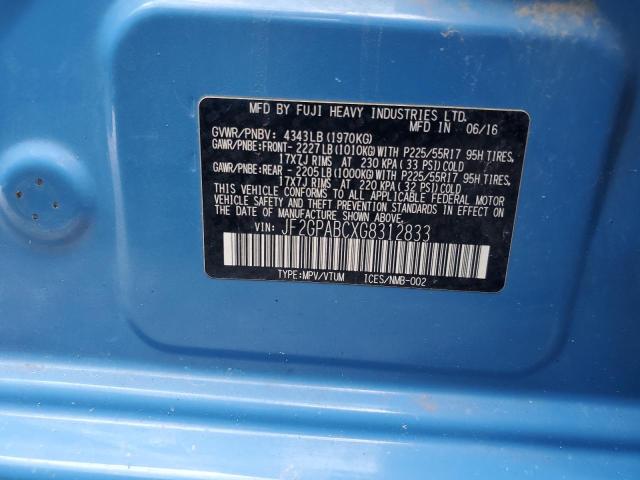 MFD BY FUJI HEAVY INDUSTRIES LTD.
MFD IN 06/16
GVWR/PNBV: 4343LB(1970KG)
GAWR/PNBE:FRONT- 2227LB(1010KG)WITH P225/55R17 95H TIRES,
17X7J RIMS AT 230 KPA(33 PSI)COLD
GAWR/PNBE:REAR - 2205LB(1000KG)WITH P225/55R17 95H TIRES,
17X7J RIMS AT 220 KPA(32 PSI)COLD
THIS VEHICLE CONFORMS TO ALL APPLICABLE FEDERAL MOTOR
VEHICLE SAFETY STANDARDS IN EFFECT ON THE DATE OF
MANUFACTURE SHOWN ABOVE.
VIN: JF2GPABCXG8312833
TYPE:MPV/VTUM ICES/NMB-002